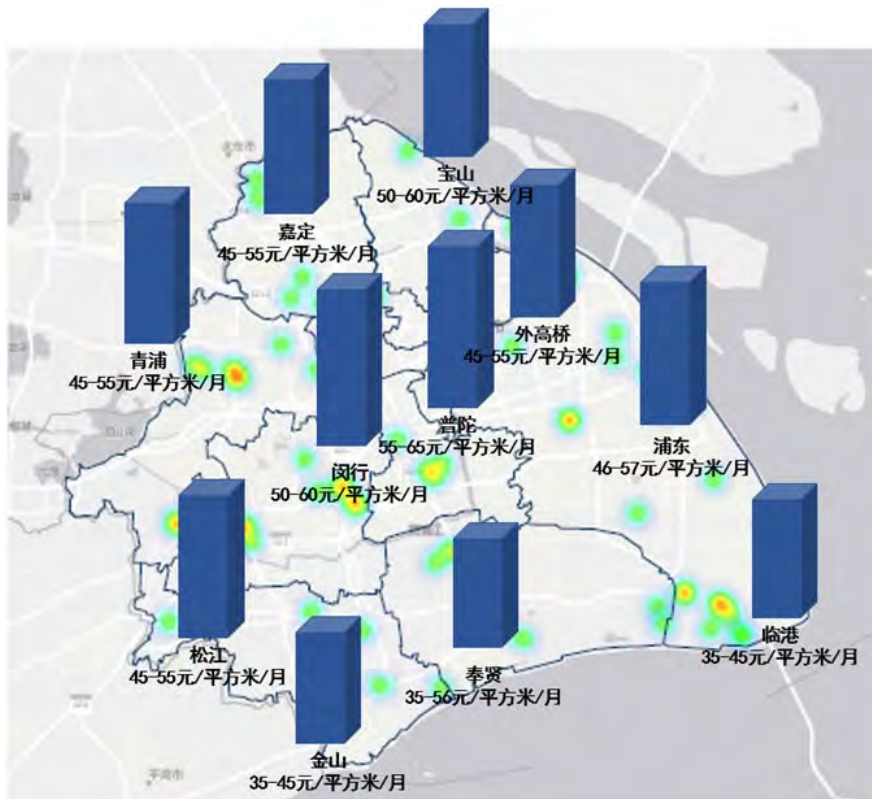 宝山
50-60元/平方米/月
嘉定
45-55元/平方米/月
外高桥
45-55元/平方米/月
青浦
45-55元/平方米/月
普陀
55-65元/平方米/月
浦东
46-57元/平方米/月
闵行
50-60元/平方米/月
临港
35-45元/平方米/月
松江
45-55元/平方米/月
奉贤
35-56元/平方米/月
金山
35-45元/平方米/月
平湖市